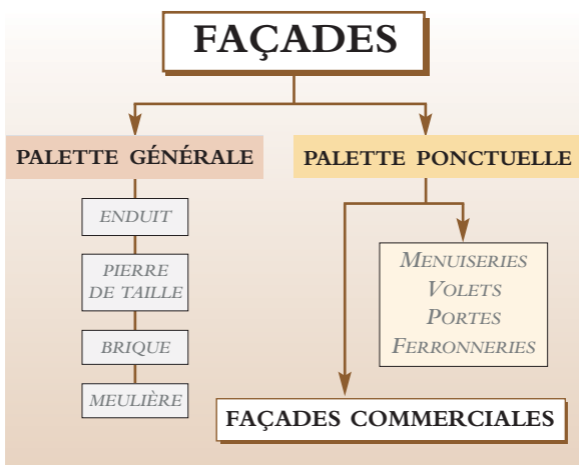 FAÇADES
PALETTE GÉNÉRALE
ENDUIT
PIERRE
DE TAILLE
BRIQUE
MEULIÈRE
PALETTE PONCTUELLE
MENUISERIES
VOLETS
PORTES
FERRONNERIES
FAÇADES COMMERCIALES